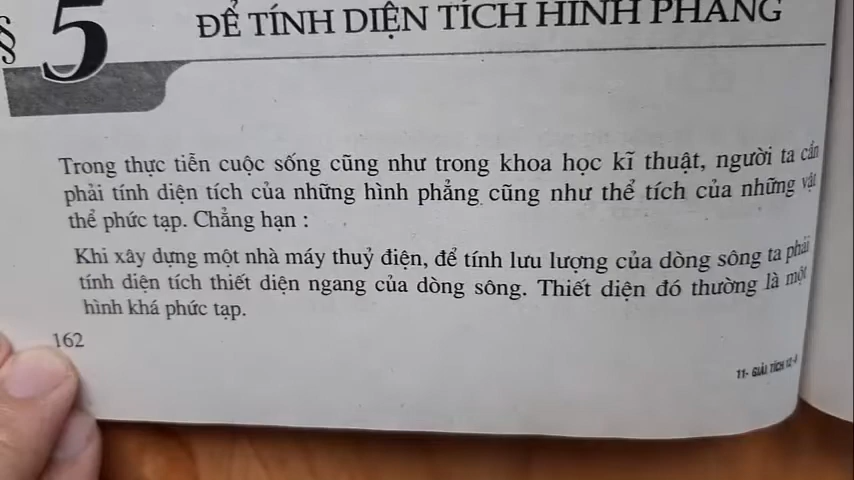 § 5
ĐỂ TÍNH DIỆN TÍCH HÌNH PHẲNG
Trong thực tiễn cuộc sống cũng như trong khoa học kĩ thuật, người ta cần
phải tính diện tích của những hình phẳng cũng như thể tích của những vật
thể phức tạp. Chẳng hạn :
Khi xây dựng một nhà máy thuỷ điện, để tính lưu lượng của dòng sông ta phải
tính diện tích thiết diện ngang của dòng sông. Thiết diện đó thường là một
hình khá phức tạp.
162
11- GIẢI TÍCH 12-